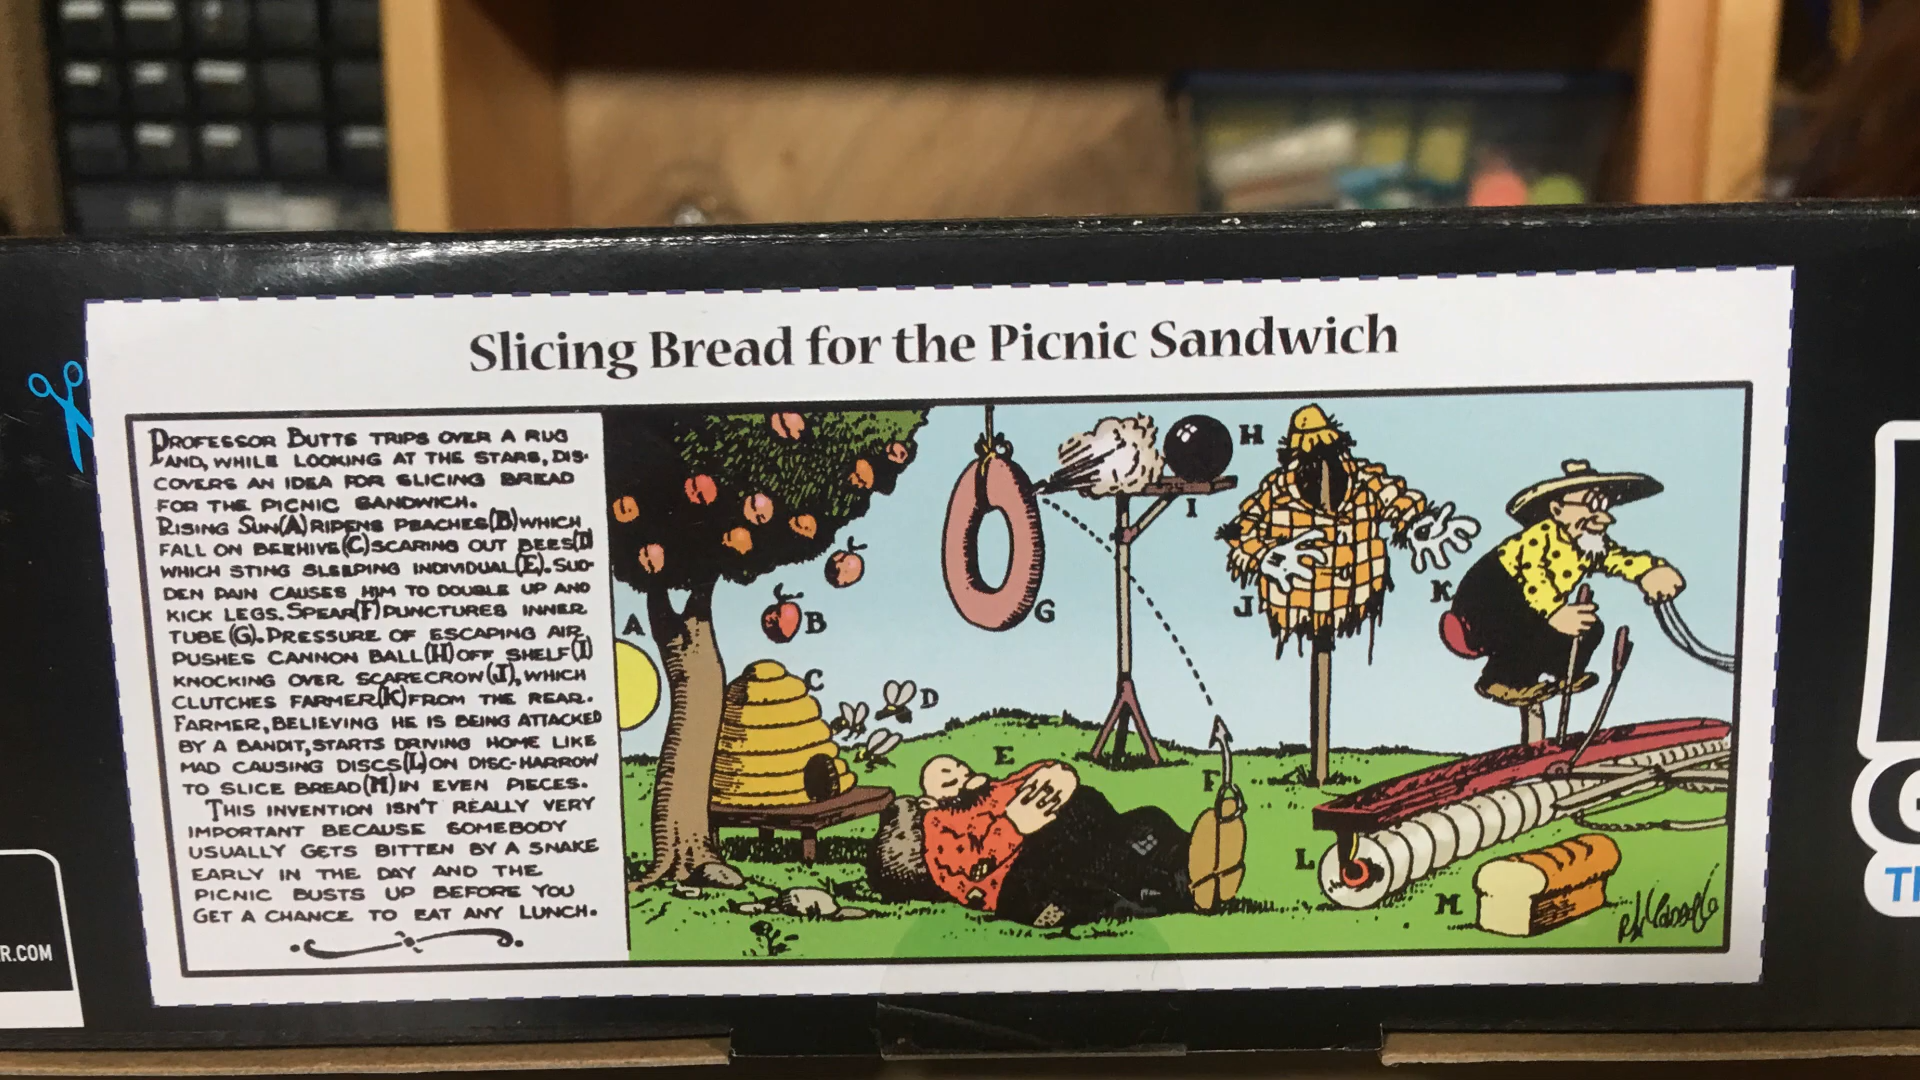 Slicing Bread for the Picnic Sandwich
PROFESSOR BUTTS TRIPS OVER A RUG
AND, WHILE LOOKING AT THE STARS, DIS-
COVERS AN IDEA FOR SLICING BREAD
FOR THE PICNIC SANDWICH.
RISING SUN(A) RIPENS PEACHES(B) WHICH
FALL ON BEEHIVE(C) SCARING OUT BEES(D)
WHICH STING SLEEPING INDIVIDUAL(E). SUD-
DEN PAIN CAUSES HIM TO DOUBLE UP AND
KICK LEGS. SPEAR(F) PUNCTURES INNER
TUBE(G). PRESSURE OF ESCAPING AIR
PUSHES CANNON BALL(H) OFF SHELF(I)
KNOCKING OVER SCARECROW(J), WHICH
CLUTCHES FARMER(K) FROM THE REAR.
FARMER, BELIEVING HE IS BEING ATTACKED
BY A BANDIT, STARTS DRIVING HOME LIKE
MAD CAUSING DISCS(L) ON DISC-HARROW
TO SLICE BREAD(M) IN EVEN PIECES.
THIS INVENTION ISN'T REALLY VERY
IMPORTANT BECAUSE SOMEBODY
USUALLY GETS BITTEN BY A SNAKE
EARLY IN THE DAY AND THE
PICNIC BUSTS UP BEFORE YOU
GET A CHANCE TO EAT ANY LUNCH.
A
B
C
D
E
F
G
H
I
J
K
L
M
R.COM
G
T